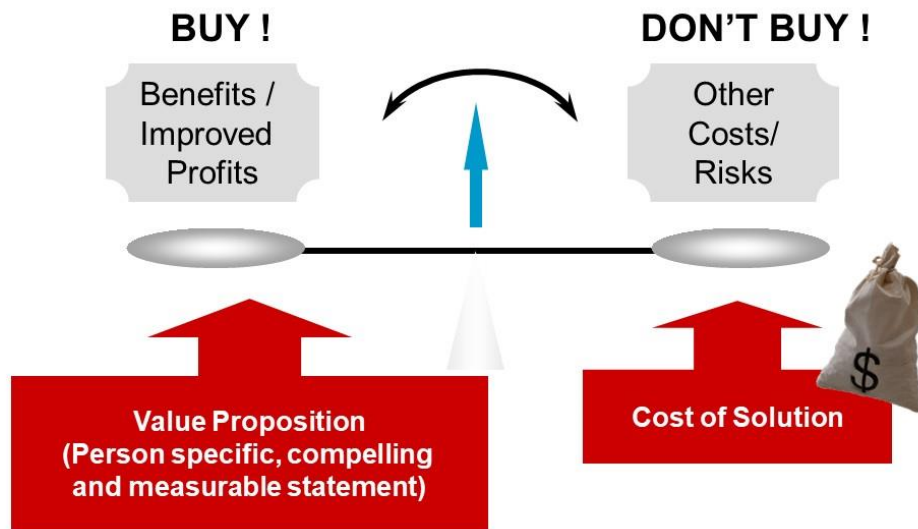 BUY !
DON’T BUY !
Benefits /
Improved
Profits
Other
Costs/
Risks
$
Value Proposition
(Person specific, compelling
and measurable statement)
Cost of Solution